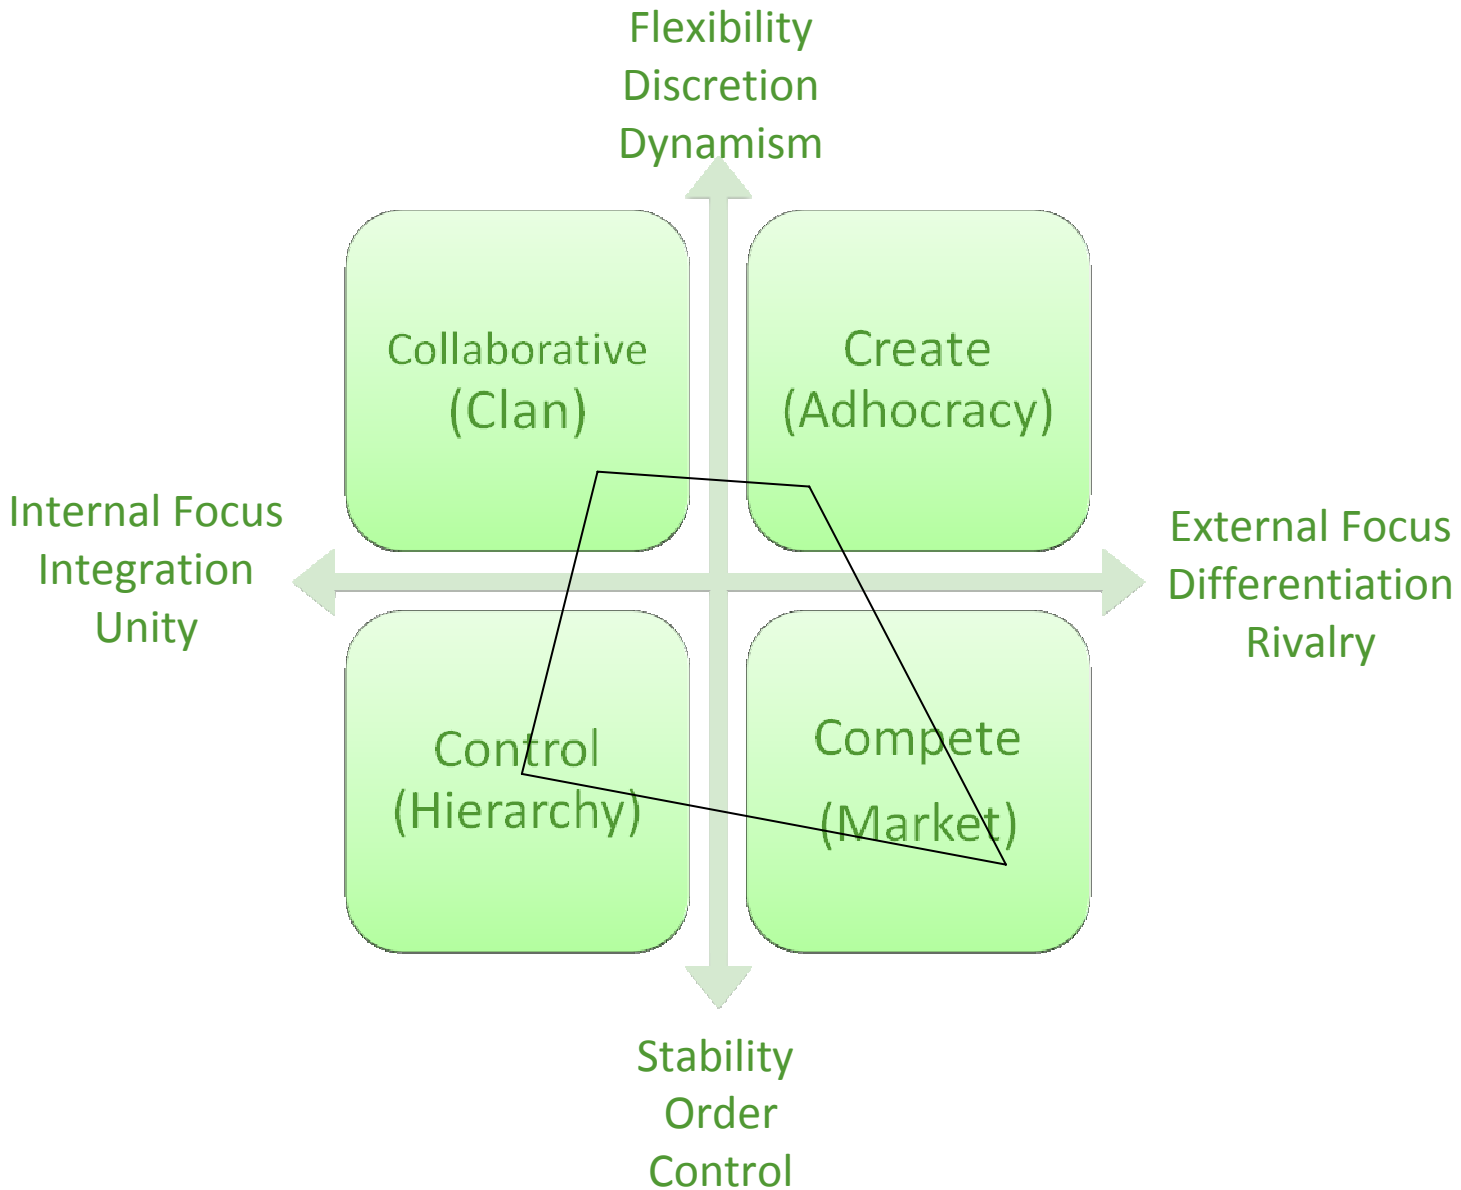 Flexibility
Discretion
Dynamism
Collaborative
(Clan)
Create
(Adhocracy)
Internal Focus
Integration
Unity
External Focus
Differentiation
Rivalry
Control
(Hierarchy)
Compete
(Market)
Stability
Order
Control